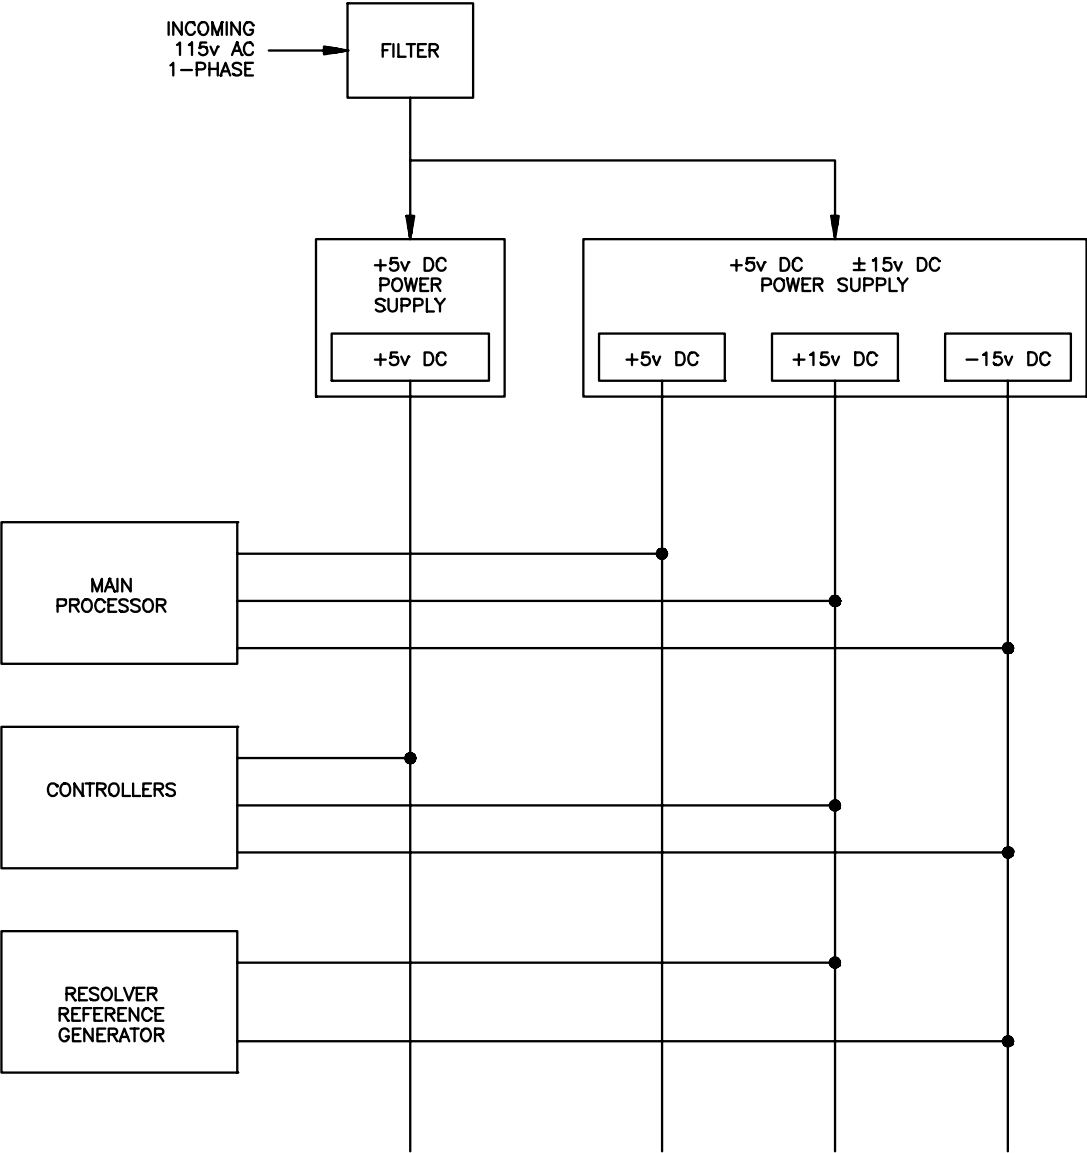 INCOMING
115v AC
1-PHASE
FILTER
+5v DC
POWER
SUPPLY
+5v DC
+5v DC ±15v DC
POWER SUPPLY
+5v DC
+15v DC
-15v DC
MAIN
PROCESSOR
CONTROLLERS
RESOLVER
REFERENCE
GENERATOR